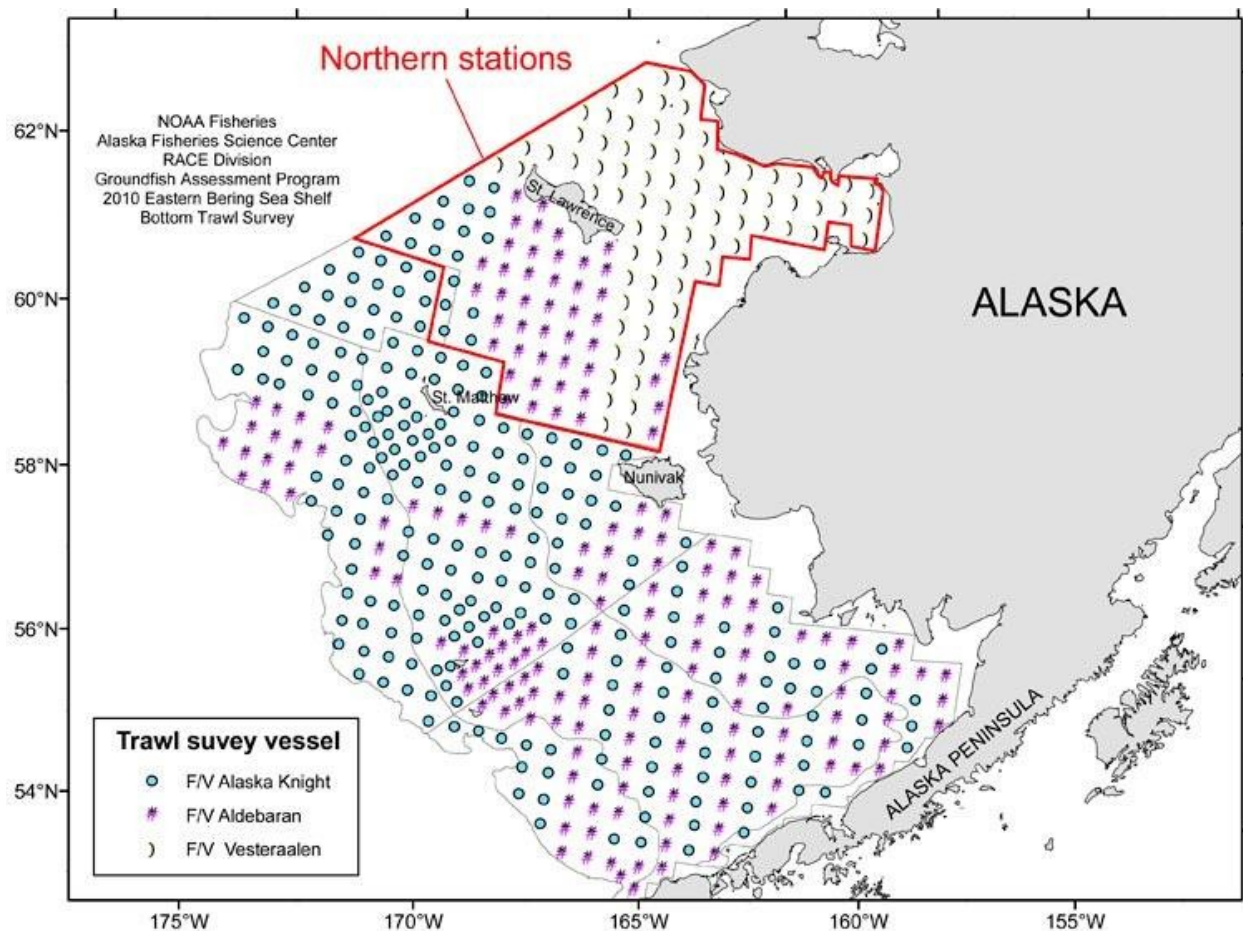 Northern stations
NOAA Fisheries
Alaska Fisheries Science Center
RACE Division
Groundfish Assessment Program
2010 Eastern Bering Sea Shelf
Bottom Trawl Survey
62°N
60°N
58°N
56°N
54°N
St. Lawrence
ALASKA
St. Matthew
Nunivak
ALASKA PENINSULA
Trawl suvey vessel
F/V Alaska Knight
F/V Aldebaran
F/V Vesteraalen
175°W
170°W
165°W
160°W
155°W